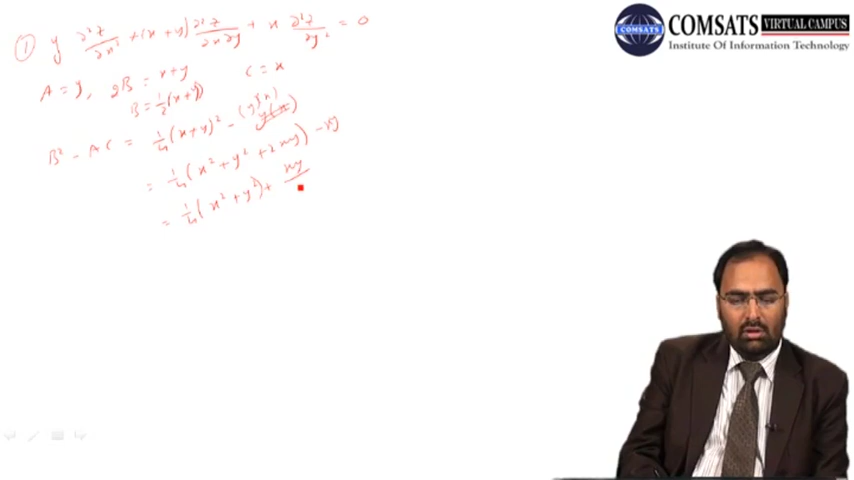 ① y ∂²z/∂x² + (x + y) ∂²z/∂x∂y + x ∂²z/∂y² = 0
A = y, 2B = x + y C = x
B = 1/2 (x + y)
B² - AC = 1/4 (x + y)² - (y)(x)
= 1/4 (x² + y² + 2xy) - xy
= 1/4 (x² + y²) + xy/
COMSATS VIRTUAL CAMPUS
Institute Of Information Technology
COMSATS